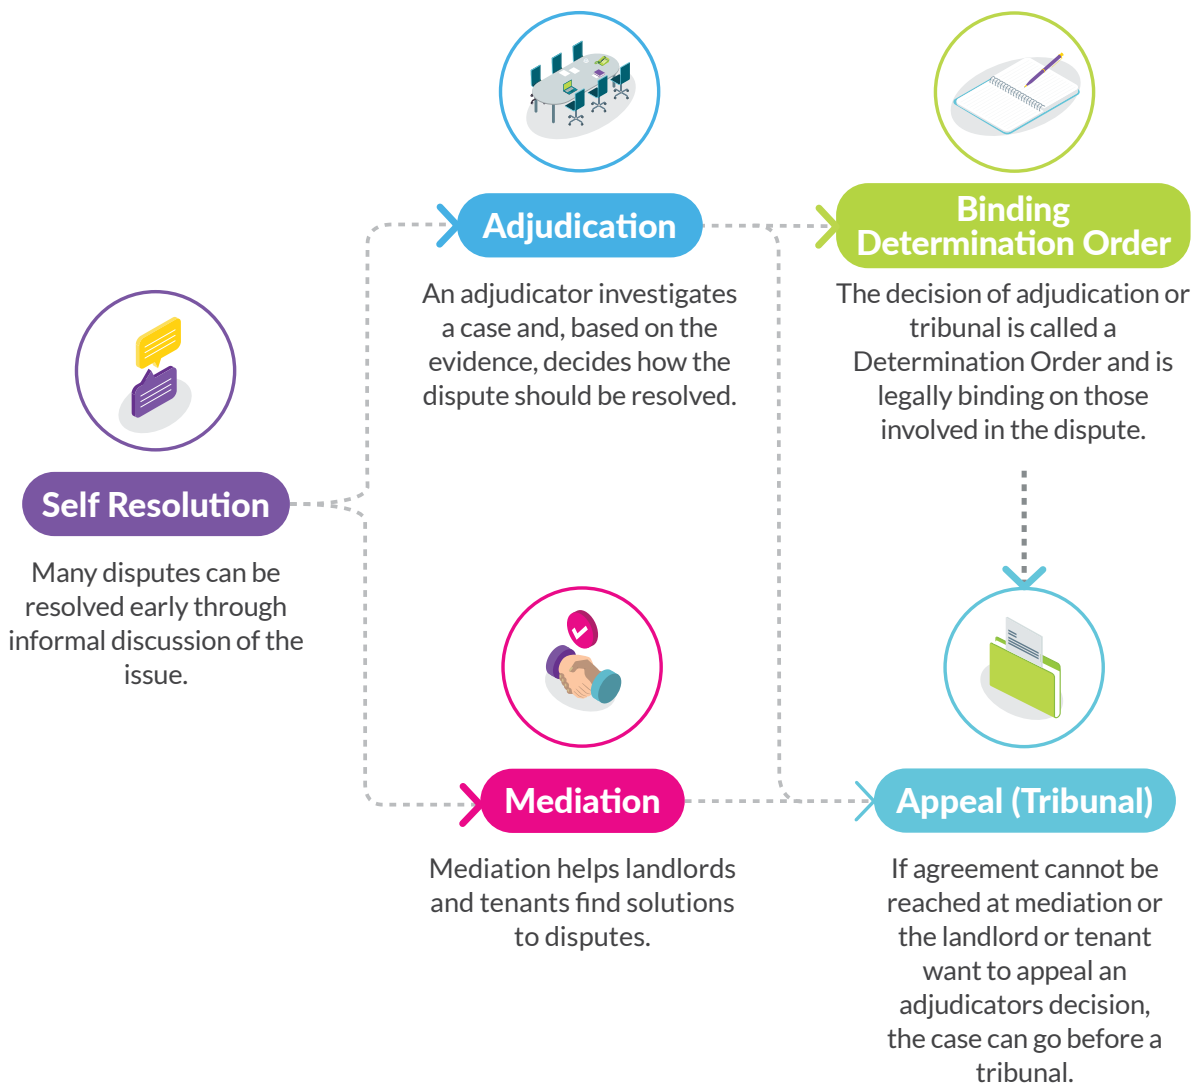 Adjudication
An adjudicator investigates
a case and, based on the
evidence, decides how the
dispute should be resolved.
Binding
Determination Order
The decision of adjudication or
tribunal is called a
Determination Order and is
legally binding on those
involved in the dispute.
Self Resolution
Many disputes can be
resolved early through
informal discussion of the
issue.
Mediation
Mediation helps landlords
and tenants find solutions
to disputes.
Appeal (Tribunal)
If agreement cannot be
reached at mediation or
the landlord or tenant
want to appeal an
adjudicators decision,
the case can go before a
tribunal.